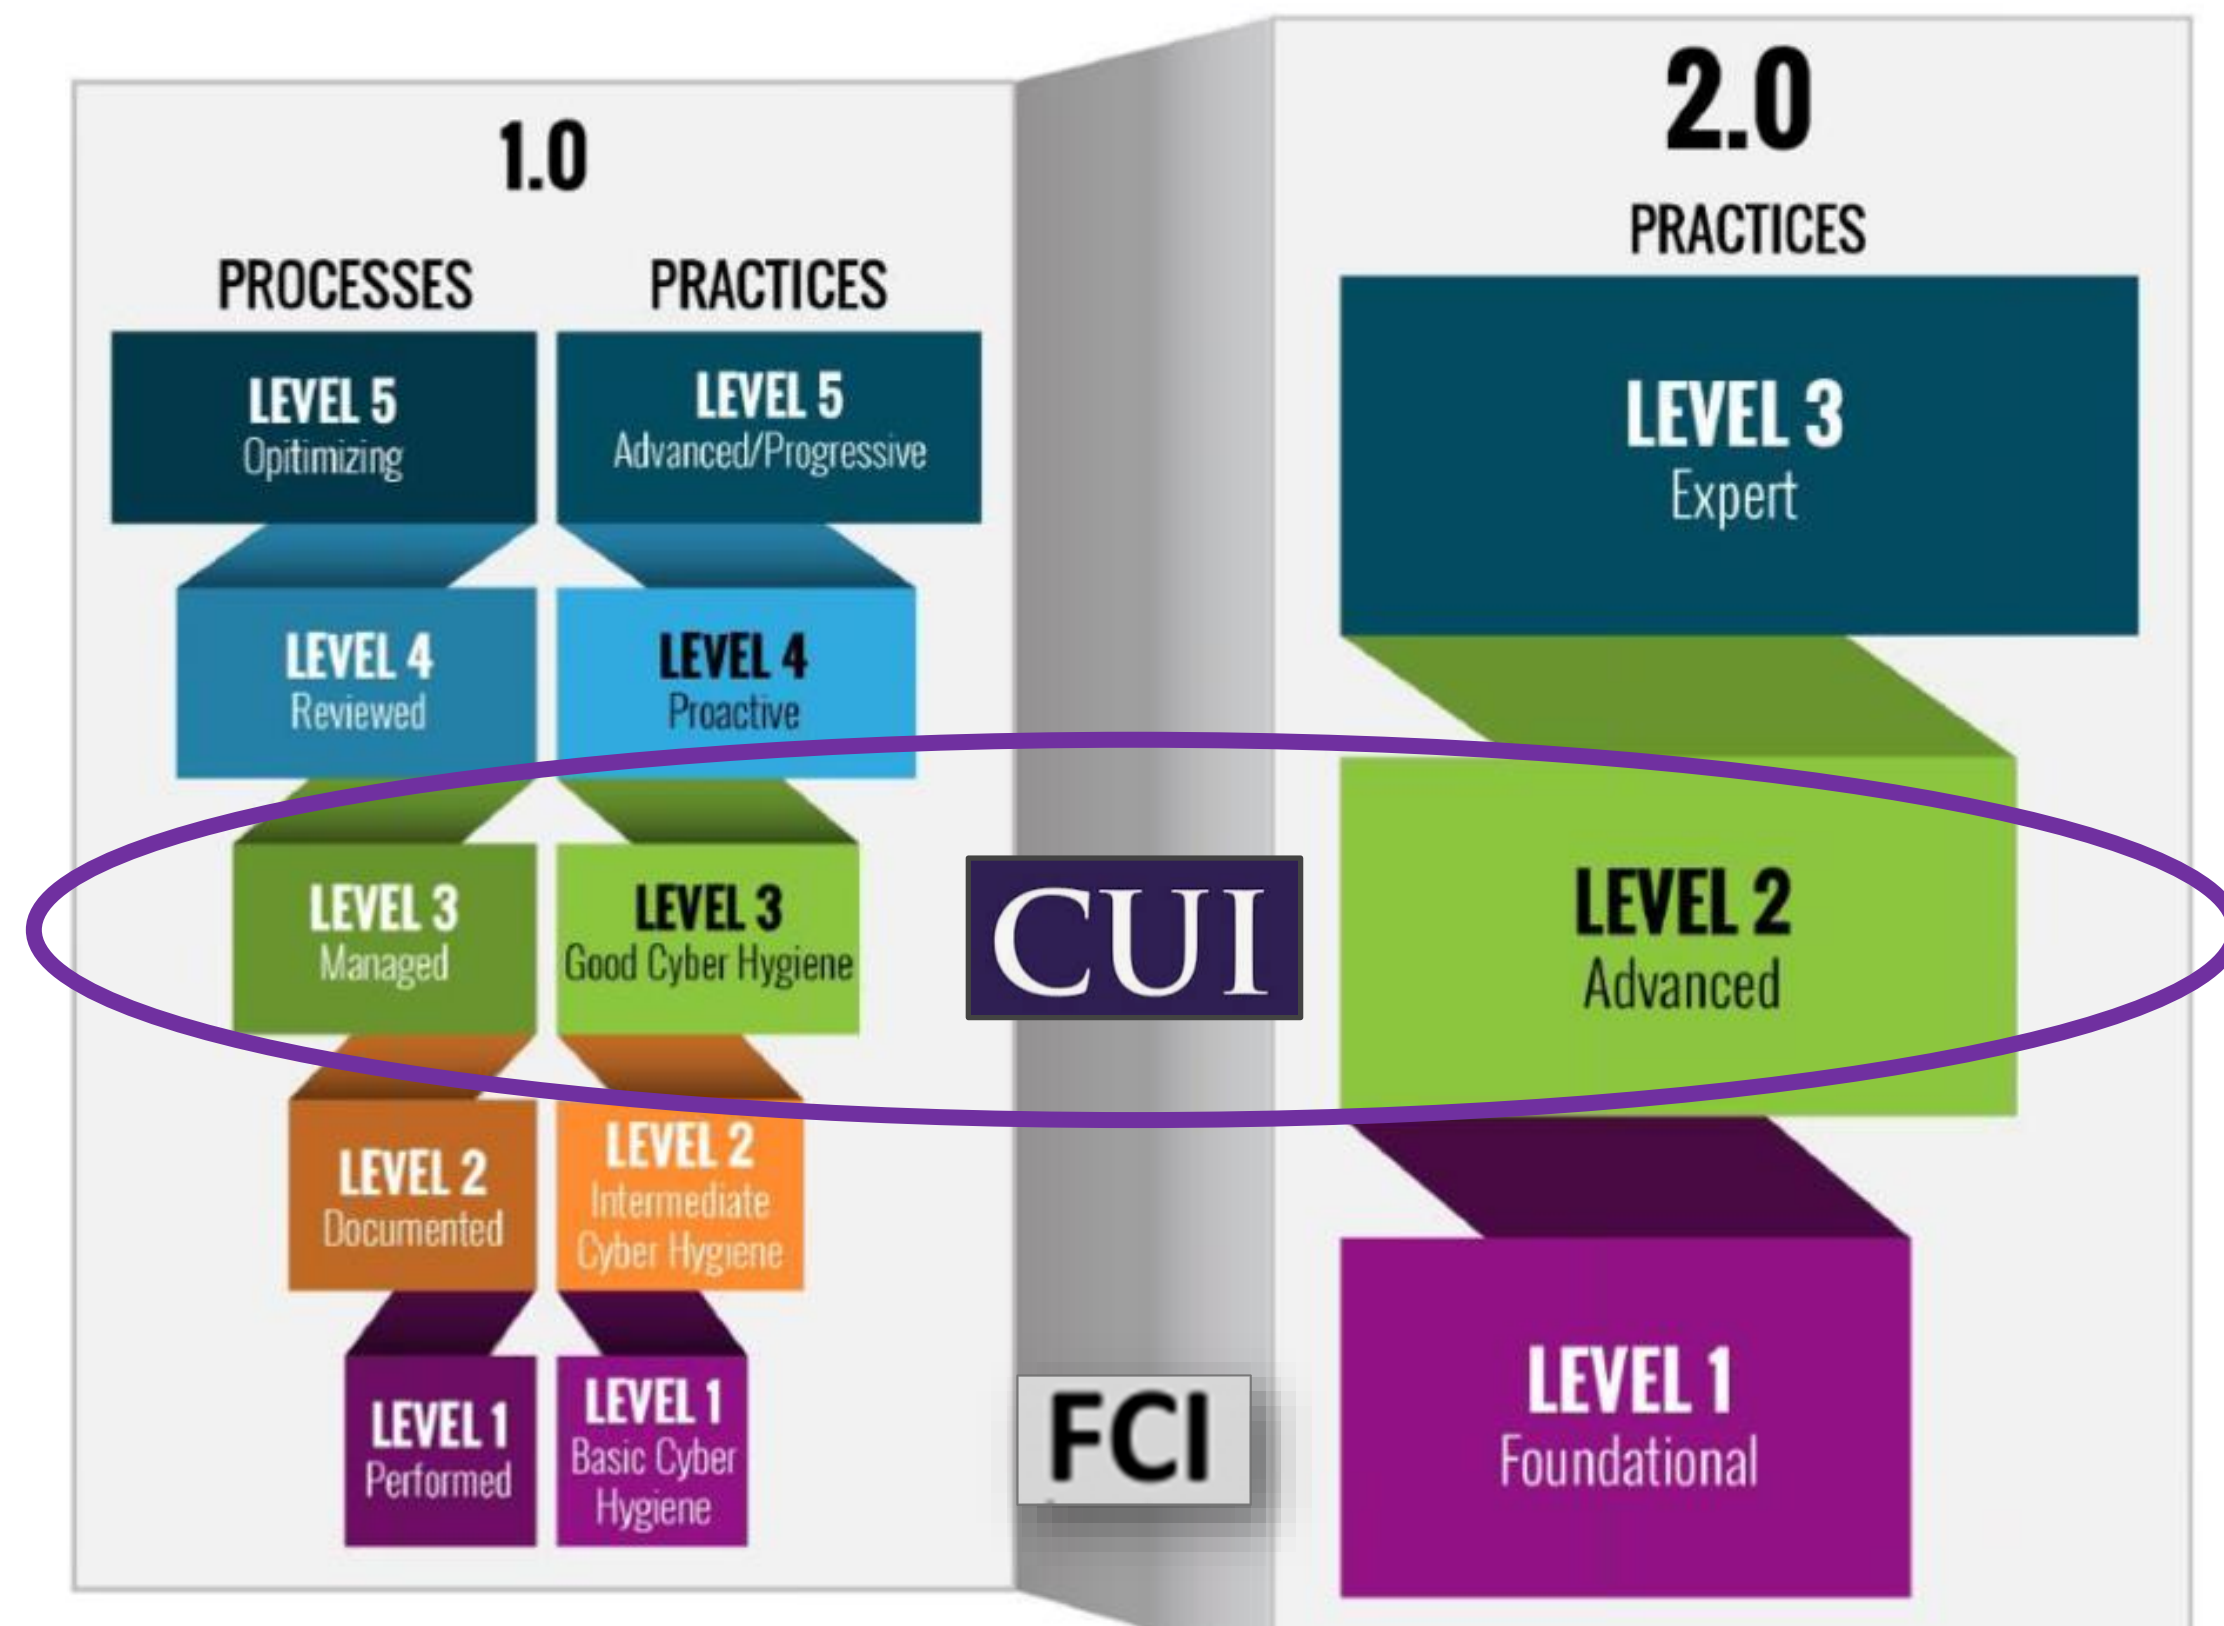 1.0
PROCESSES
PRACTICES
LEVEL 5
Opitimizing
LEVEL 5
Advanced/Progressive
LEVEL 4
Reviewed
LEVEL 4
Proactive
LEVEL 3
Managed
LEVEL 3
Good Cyber Hygiene
LEVEL 2
Documented
LEVEL 2
Intermediate
Cyber Hygiene
LEVEL 1
Performed
LEVEL 1
Basic Cyber
Hygiene
CUI
FCI
2.0
PRACTICES
LEVEL 3
Expert
LEVEL 2
Advanced
LEVEL 1
Foundational